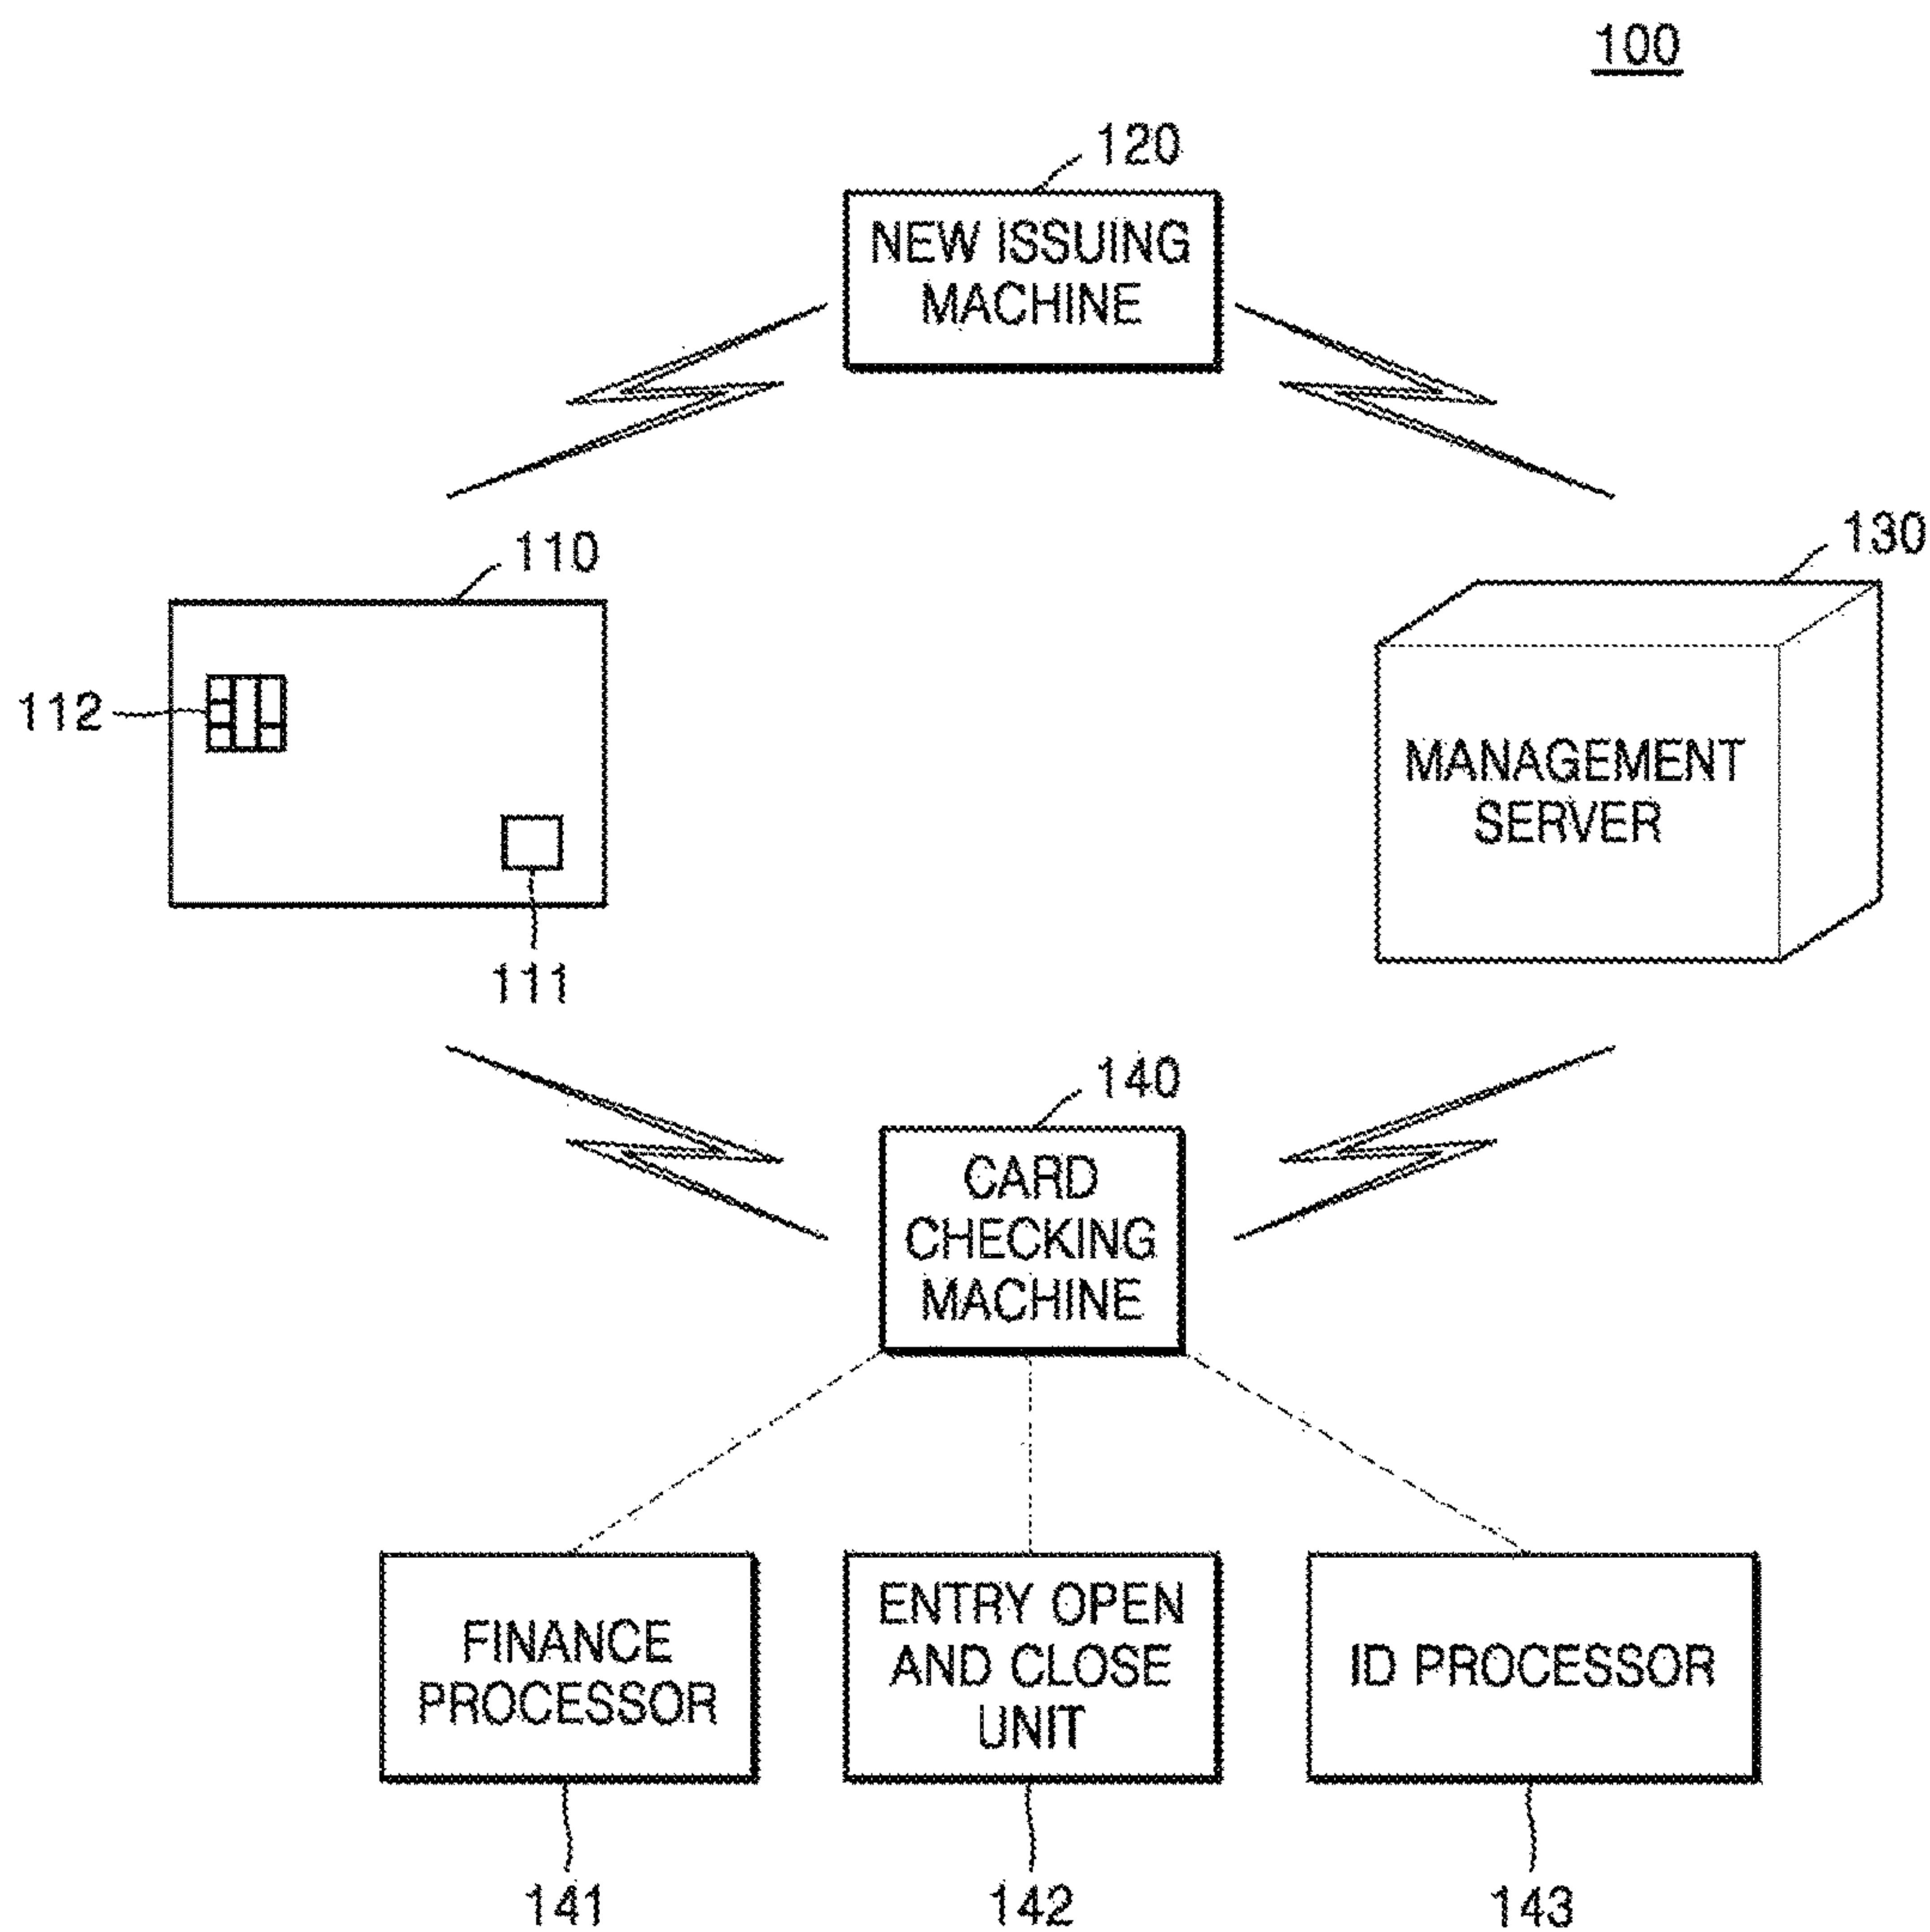 100
120
NEW ISSUING
MACHINE
110
130
112
MANAGEMENT
SERVER
111
140
CARD
CHECKING
MACHINE
FINANCE
PROCESSOR
ENTRY OPEN
AND CLOSE
UNIT
ID PROCESSOR
141
142
143